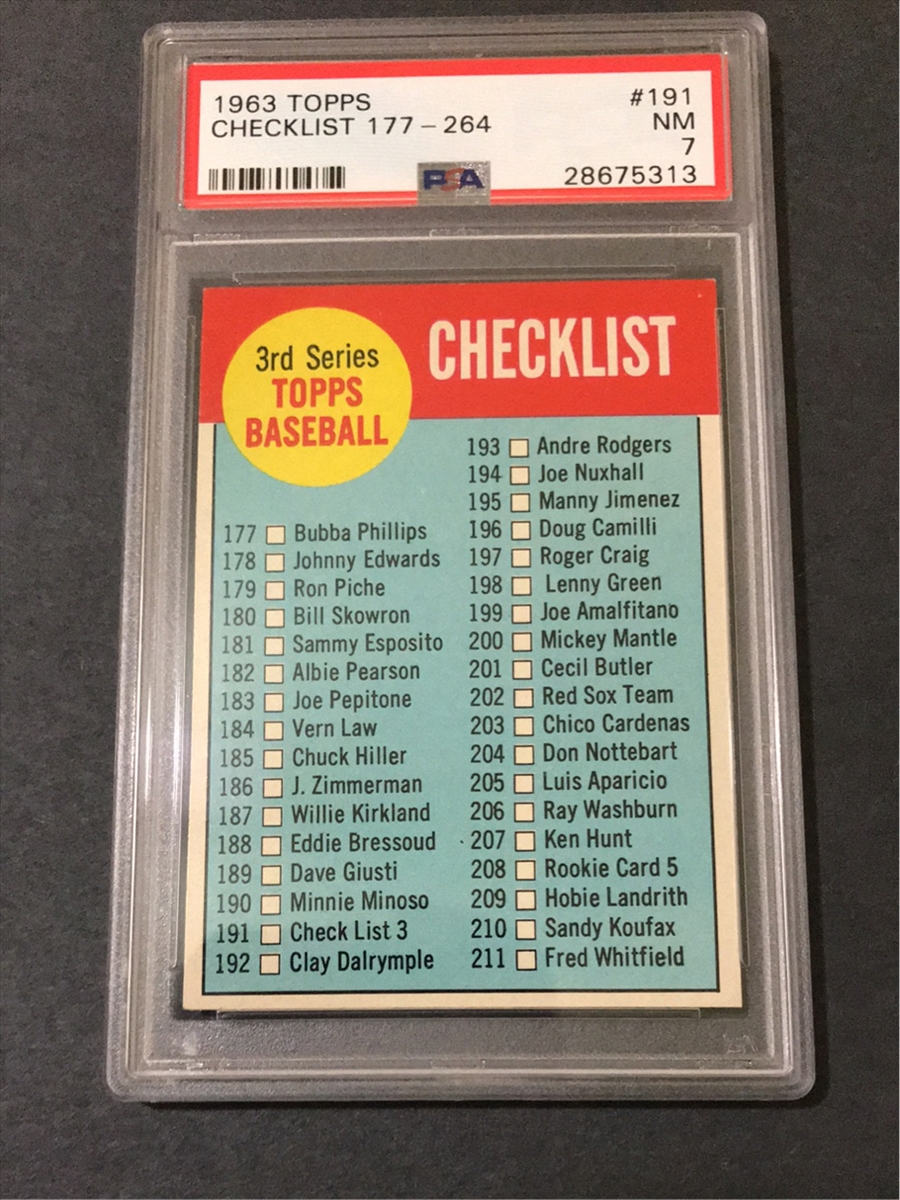 1963 TOPPS #191
CHECKLIST 177 – 264 NM
7
PSA 28675313
3rd Series
TOPPS
BASEBALL
CHECKLIST
177 Bubba Phillips
178 Johnny Edwards
179 Ron Piche
180 Bill Skowron
181 Sammy Esposito
182 Albie Pearson
183 Joe Pepitone
184 Vern Law
185 Chuck Hiller
186 J. Zimmerman
187 Willie Kirkland
188 Eddie Bressoud
189 Dave Giusti
190 Minnie Minoso
191 Check List 3
192 Clay Dalrymple
193 Andre Rodgers
194 Joe Nuxhall
195 Manny Jimenez
196 Doug Camilli
197 Roger Craig
198 Lenny Green
199 Joe Amalfitano
200 Mickey Mantle
201 Cecil Butler
202 Red Sox Team
203 Chico Cardenas
204 Don Nottebart
205 Luis Aparicio
206 Ray Washburn
207 Ken Hunt
208 Rookie Card 5
209 Hobie Landrith
210 Sandy Koufax
211 Fred Whitfield